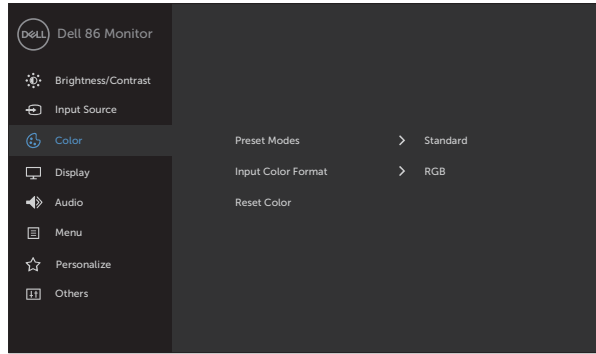 DELL Dell 86 Monitor
Brightness/Contrast
Input Source
Color
Preset Modes > Standard
Display
Input Color Format > RGB
Audio
Reset Color
Menu
Personalize
Others